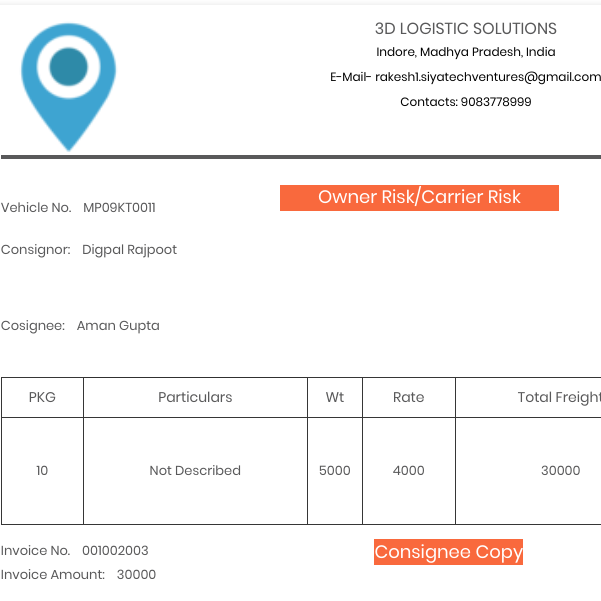 3D LOGISTIC SOLUTIONS
Indore, Madhya Pradesh, India
E-Mail- rakesh1.siyatechventures@gmail.com
Contacts: 9083778999
Owner Risk/Carrier Risk
Vehicle No. MP09KT0011
Consignor: Digpal Rajpoot
Cosignee: Aman Gupta
PKG Particulars Wt Rate Total Freight
10 Not Described 5000 4000 30000
Invoice No. 001002003
Consignee Copy
Invoice Amount: 30000